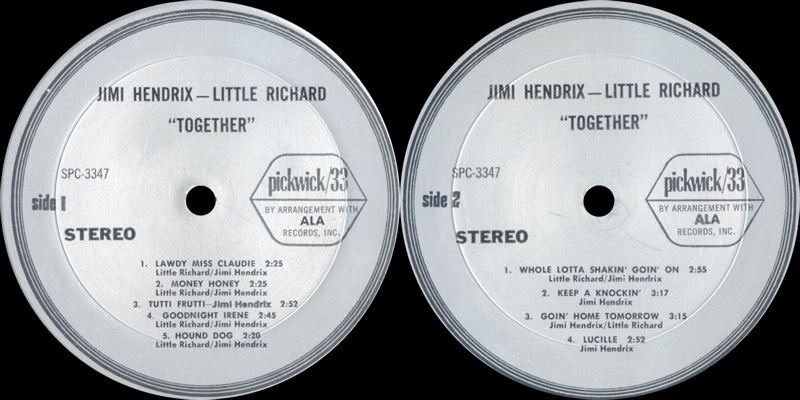 JIMI HENDRIX—LITTLE RICHARD
“TOGETHER”
SPC-3347
pickwick/33
side 1
BY ARRANGEMENT WITH
ALA
RECORDS, INC.
STEREO
1. LAWDY MISS CLAUDIE 2:25
Little Richard/Jimi Hendrix
2. MONEY HONEY 2:25
Little Richard/Jimi Hendrix
3. TUTTI FRUTTI—Jimi Hendrix 2:52
4. GOODNIGHT IRENE 2:45
Little Richard/Jimi Hendrix
5. HOUND DOG 2:20
Little Richard/Jimi Hendrix
JIMI HENDRIX—LITTLE RICHARD
“TOGETHER”
SPC-3347
pickwick/33
side 2
BY ARRANGEMENT WITH
ALA
RECORDS, INC.
STEREO
1. WHOLE LOTTA SHAKIN' GOIN' ON 2:55
Little Richard/Jimi Hendrix
2. KEEP A KNOCKIN' 3:17
Jimi Hendrix
3. GOIN' HOME TOMORROW 3:15
Jimi Hendrix/Little Richard
4. LUCILLE 2:52
Jimi Hendrix